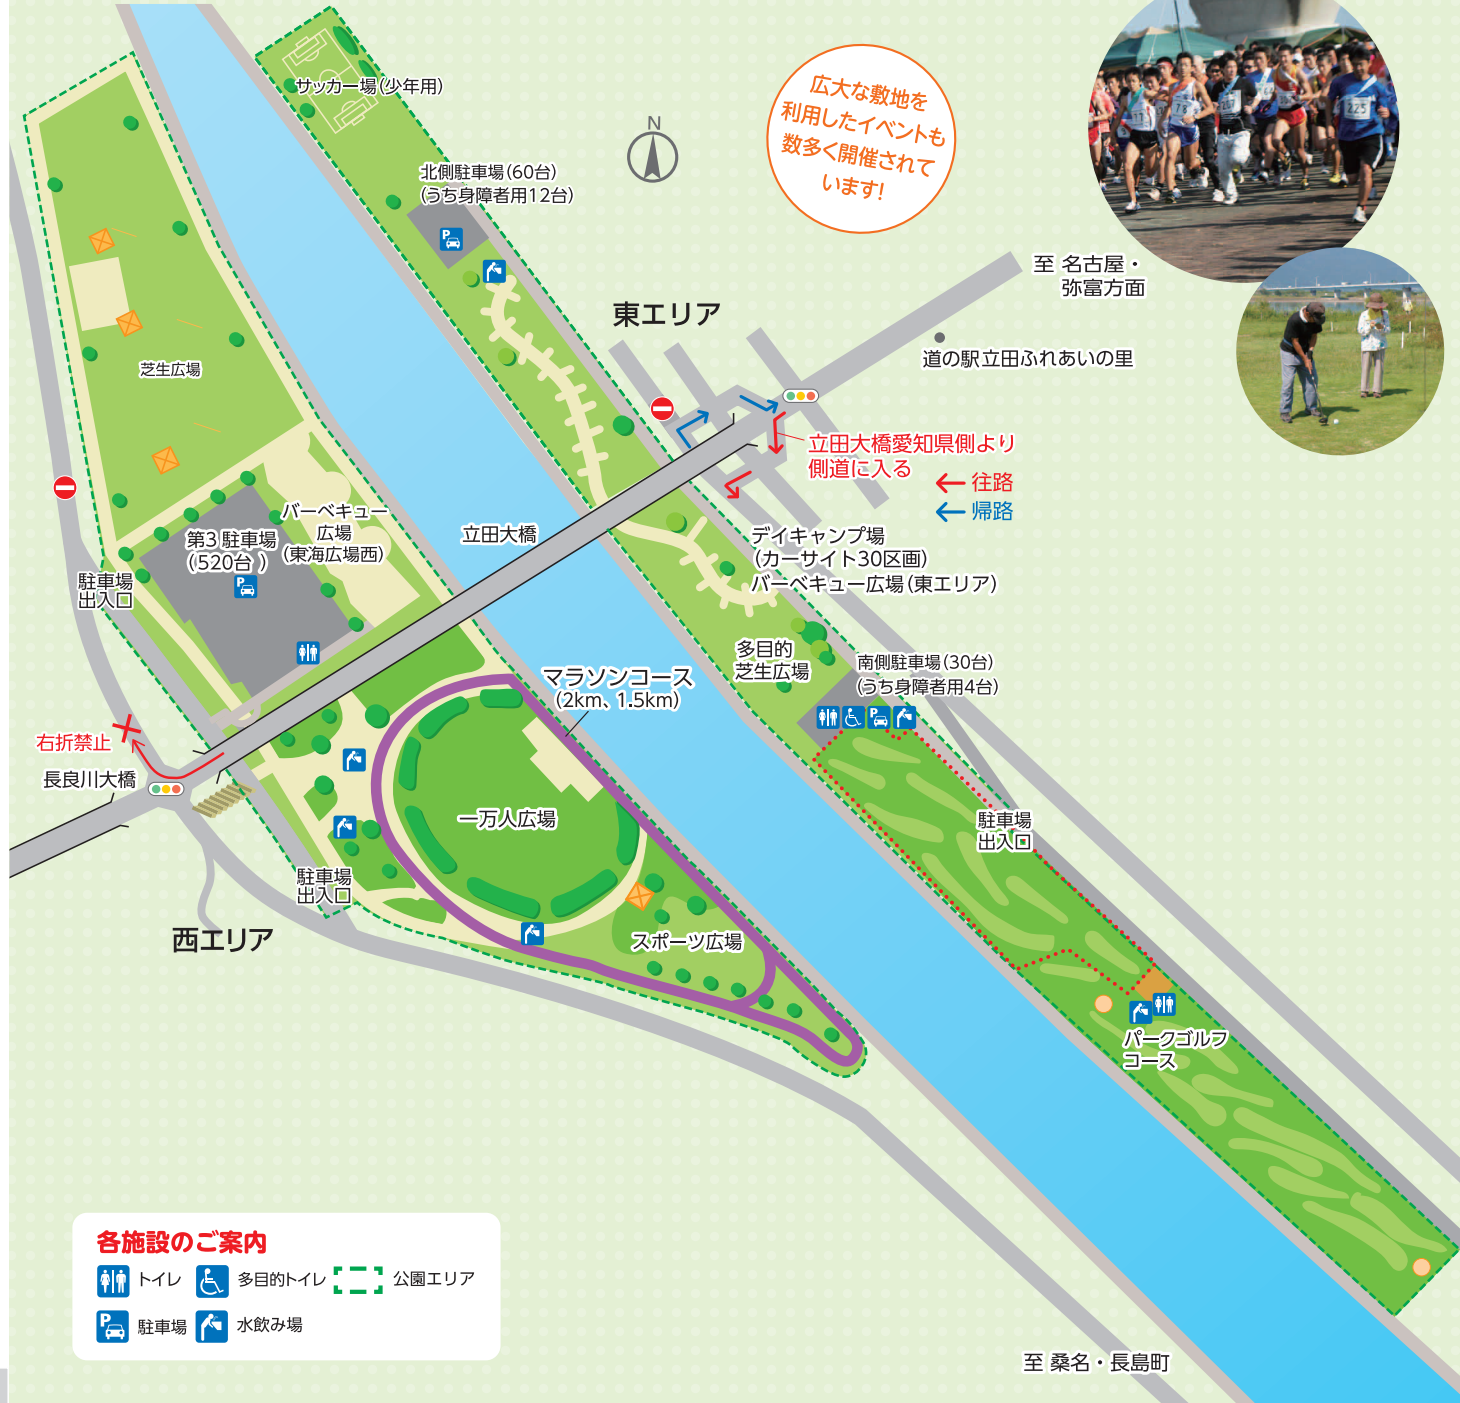 サッカー場(少年用)
北側駐車場(60台)
(うち身障者用12台)
N
広大な敷地を
利用したイベントも
数多く開催されて
います!
225
東エリア
至 名古屋・
弥富方面
道の駅立田ふれあいの里
芝生広場
立田大橋愛知県側より
側道に入る
往路
帰路
バーベキュー
広場
(東海広場西)
第3駐車場
(520台 )
P
駐車場
出入口
立田大橋
デイキャンプ場
(カーサイト30区画)
バーベキュー広場(東エリア)
多目的
芝生広場
南側駐車場(30台)
(うち身障者用4台)
P
マラソンコース
(2km、1.5km)
右折禁止
長良川大橋
一万人広場
駐車場
出入口
駐車場
出入口
西エリア
スポーツ広場
パークゴルフ
コース
各施設のご案内
トイレ
多目的トイレ
公園エリア
P
駐車場
水飲み場
至 桑名・長島町